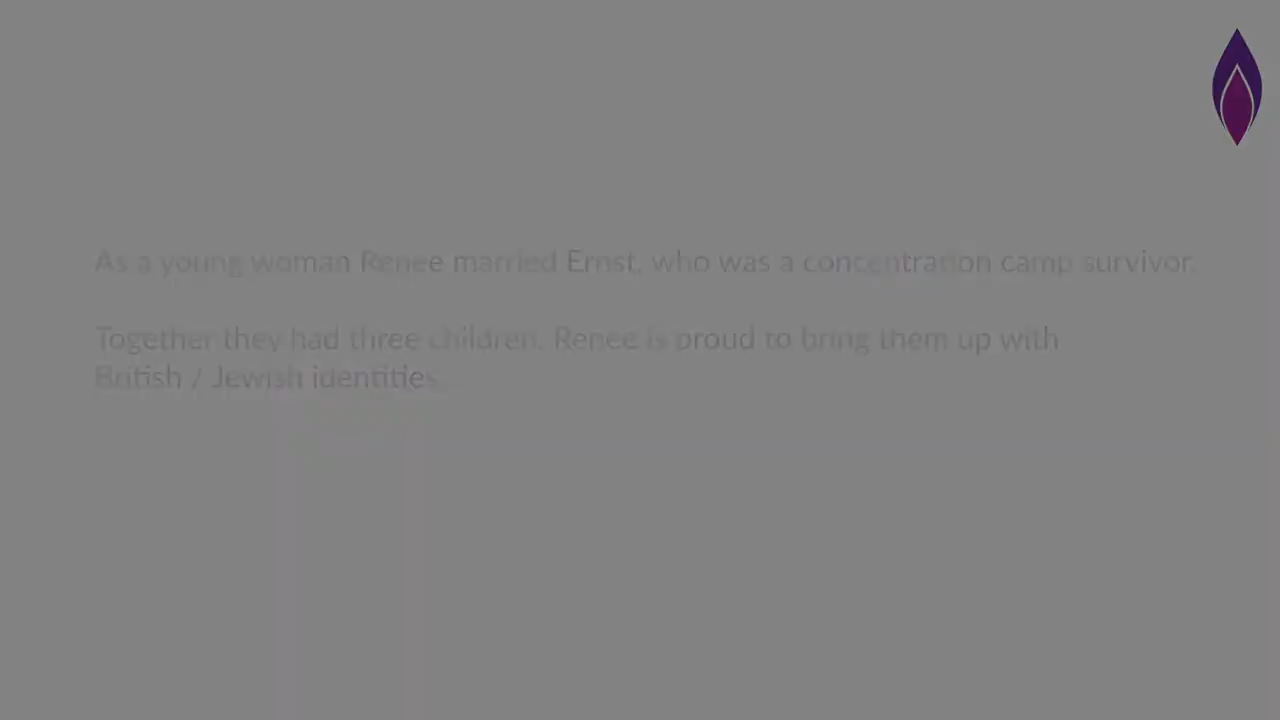 As a young woman Renee married Ernst, who was a concentration camp survivor.
Together they had three children. Renee is proud to bring them up with
British / Jewish identities.